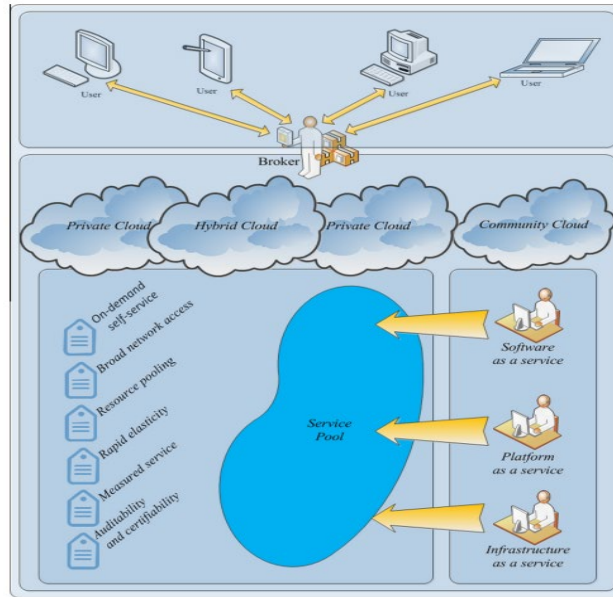 User
User
User
User
Broker
Private Cloud
Hybrid Cloud
Private Cloud
Community Cloud
On-demand
self-service
Broad network access
Resource pooling
Rapid elasticity
Measured service
Auditability
and certifiability
Service
Pool
Software
as a service
Platform
as a service
Infrastructure
as a service